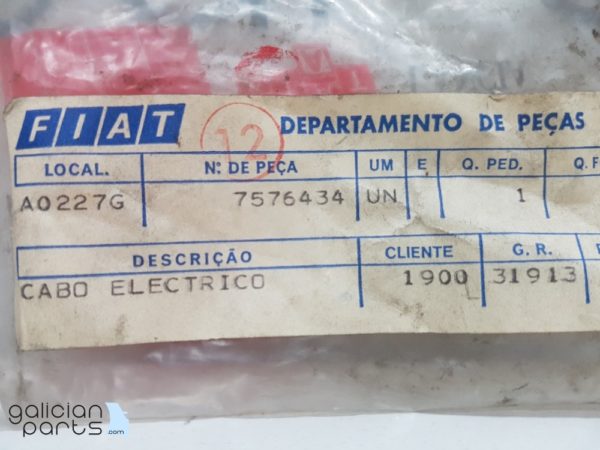 FIAT 12 DEPARTAMENTO DE PEÇAS
LOCAL. Nº DE PEÇA UM E Q. PED. Q. F
A0227G 7576434 UN 1
DESCRIÇÃO CLIENTE G. R.
CABO ELECTRICO 1900 31913
galician
parts.com